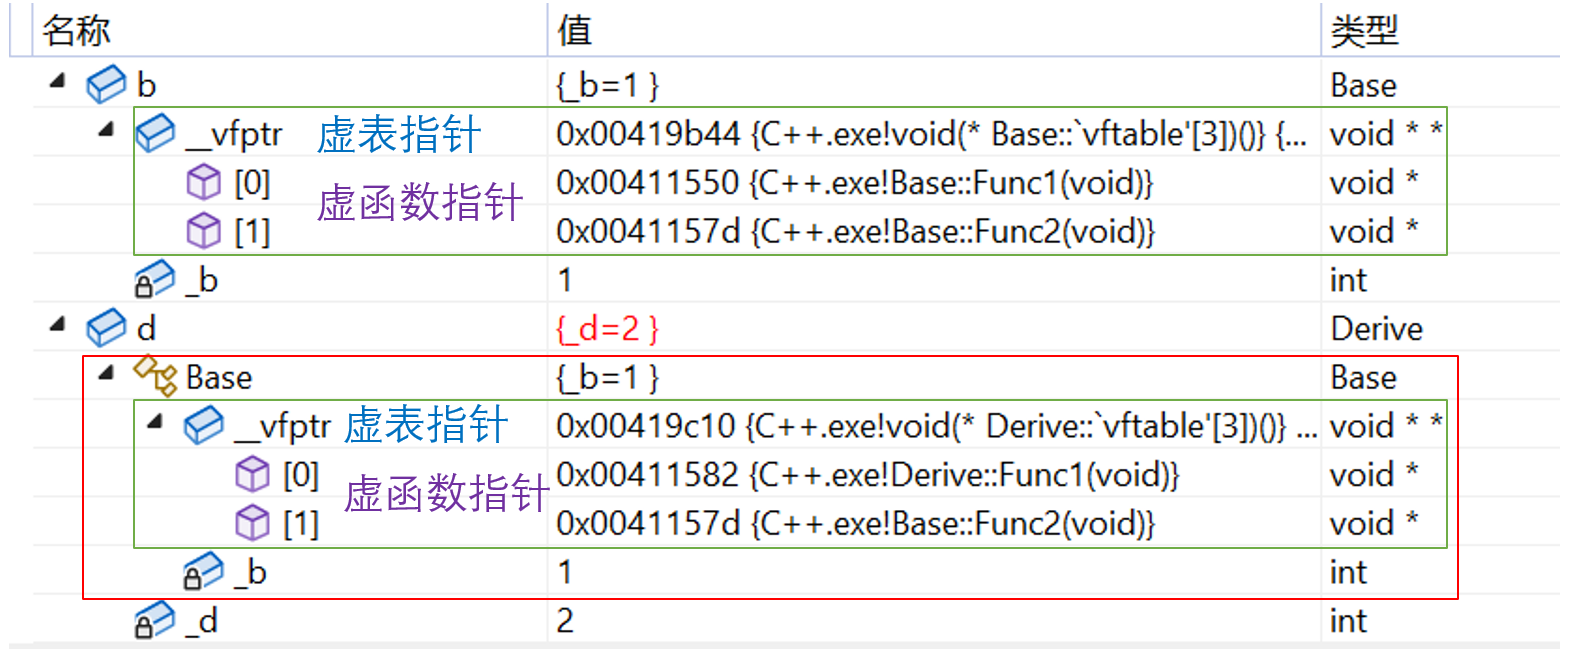 名称 值 类型
b {_b=1 } Base
__vfptr 虚表指针 0x00419b44 {C++.exe!void(* Base::`vftable'[3])()} {... void * *
[0] 虚函数指针 0x00411550 {C++.exe!Base::Func1(void)} void *
[1] 0x0041157d {C++.exe!Base::Func2(void)} void *
_b 1 int
d {_d=2 } Derive
Base {_b=1 } Base
__vfptr 虚表指针 0x00419c10 {C++.exe!void(* Derive::`vftable'[3])()} ... void * *
[0] 虚函数指针 0x00411582 {C++.exe!Derive::Func1(void)} void *
[1] 0x0041157d {C++.exe!Base::Func2(void)} void *
_b 1 int
_d 2 int